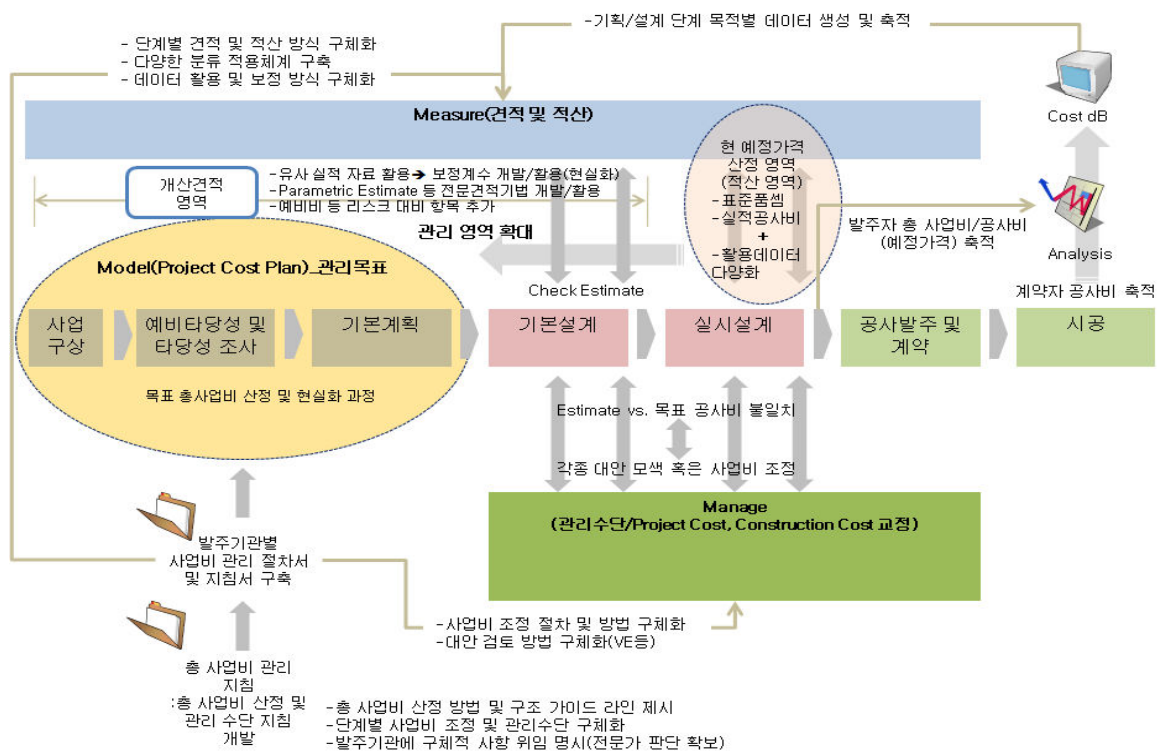 -기획/설계 단계 목적별 데이터 생성 및 축적
- 단계별 견적 및 적산 방식 구체화
- 다양한 분류 적용체계 구축
- 데이터 활용 및 보정 방식 구체화
Measure(견적 및 적산)
Cost dB
개산견적
영역
-유사 실적 자료 활용→ 보정계수 개발/활용(현실화)
-Parametric Estimate 등 전문견적기법 개발/활용
-예비비 등 리스크 대비 항목 추가
현 예정가격
산정 영역
(적산 영역)
-표준품셈
-실적공사비
+
-활용데이터
다양화
관리 영역 확대
발주자 총 사업비/공사비
(예정가격) 축적
Analysis
Model(Project Cost Plan)_관리목표
Check Estimate
계약자 공사비 축적
사업
구상
예비타당성 및
타당성 조사
기본계획
기본설계
실시설계
공사발주 및
계약
시공
목표 총사업비 산정 및 현실화 과정
Estimate vs. 목표 공사비 불일치
각종 대안 모색 혹은 사업비 조정
Manage
(관리수단/Project Cost, Construction Cost 교정)
발주기관별
사업비 관리 절차서
및 지침서 구축
-사업비 조정 절차 및 방법 구체화
-대안 검토 방법 구체화(VE등)
총 사업비 관리
지침
:총 사업비 산정 및
관리 수단 지침
개발
-총 사업비 산정 방법 및 구조 가이드 라인 제시
-단계별 사업비 조정 및 관리수단 구체화
-발주기관에 구체적 사항 위임 명시(전문가 판단 확보)